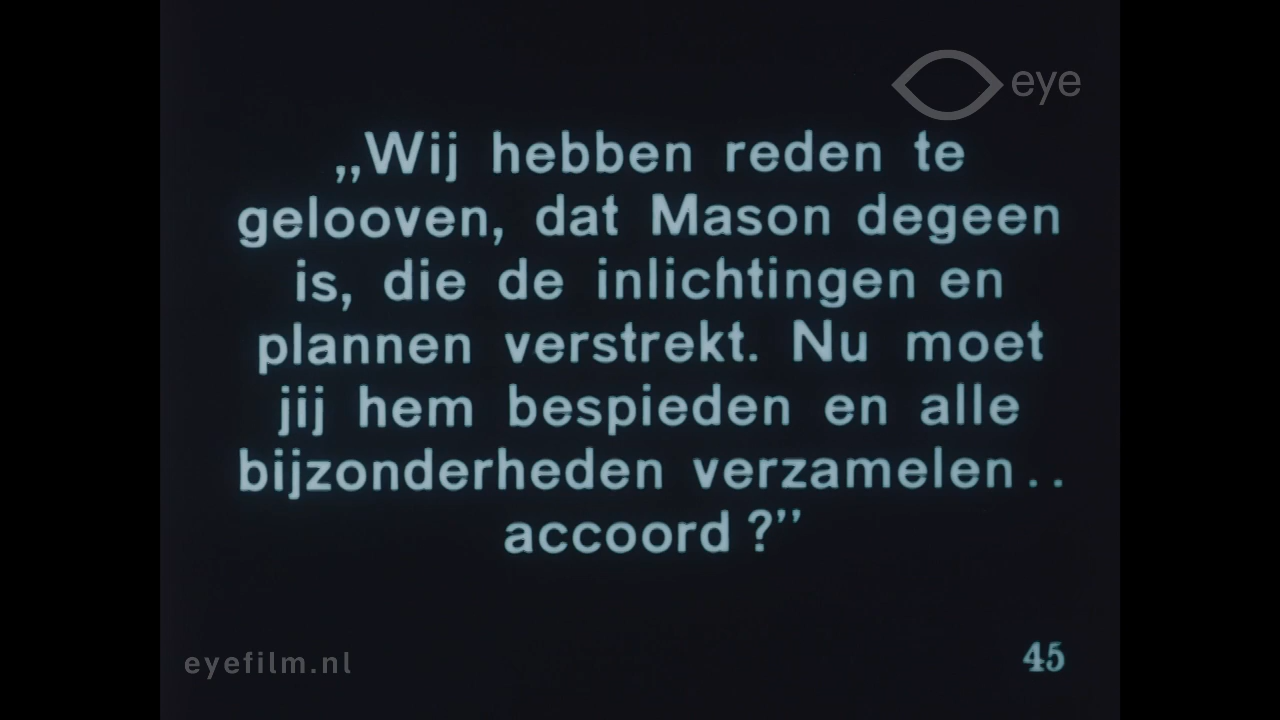 eye
„Wij hebben reden te
gelooven, dat Mason degeen
is, die de inlichtingen en
plannen verstrekt. Nu moet
jij hem bespieden en alle
bijzonderheden verzamelen..
accoord ?”
eyefilm.nl
45